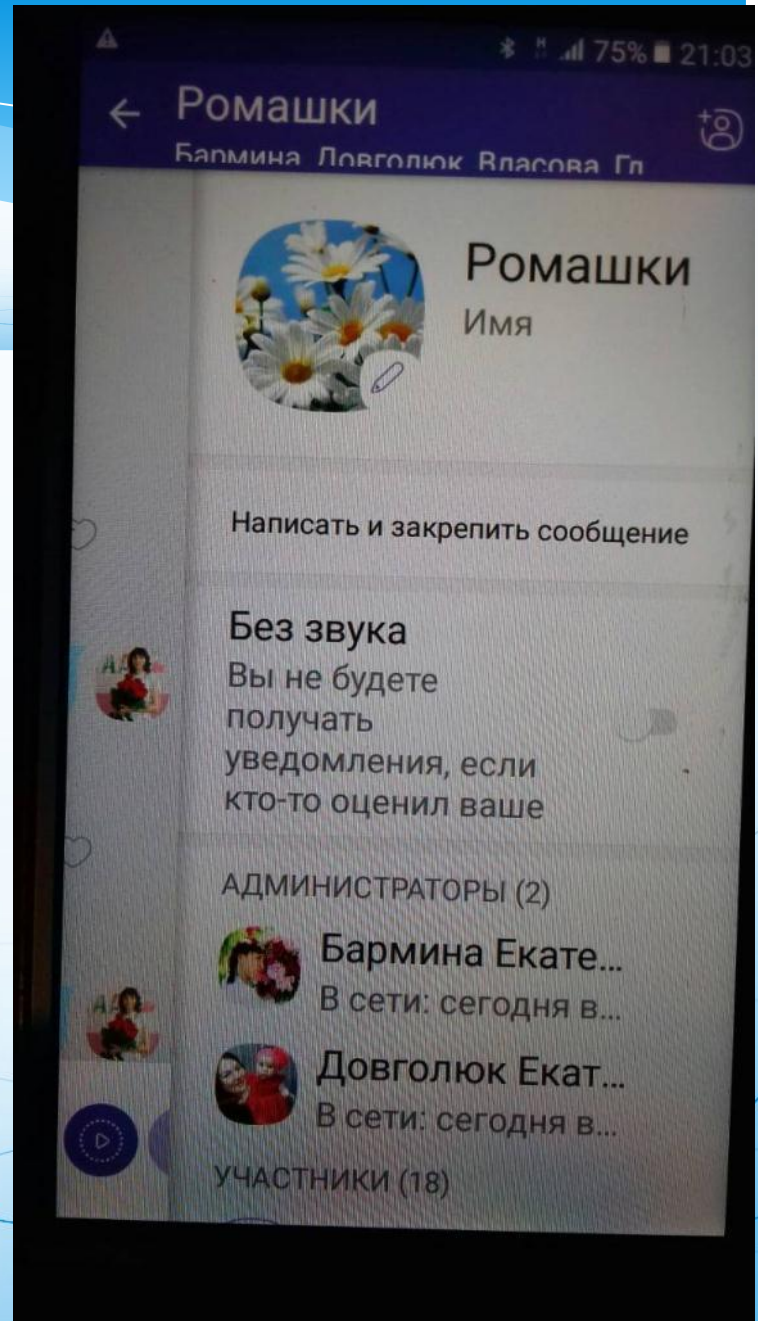 75% 21:03
Ромашки
Бармина Довголюк Власова Гл
Ромашки
Имя
Написать и закрепить сообщение
Без звука
Вы не будете
получать
уведомления, если
кто-то оценил ваше
АДМИНИСТРАТОРЫ (2)
Бармина Екате...
В сети: сегодня в...
Довголюк Екат...
В сети: сегодня в...
УЧАСТНИКИ (18)